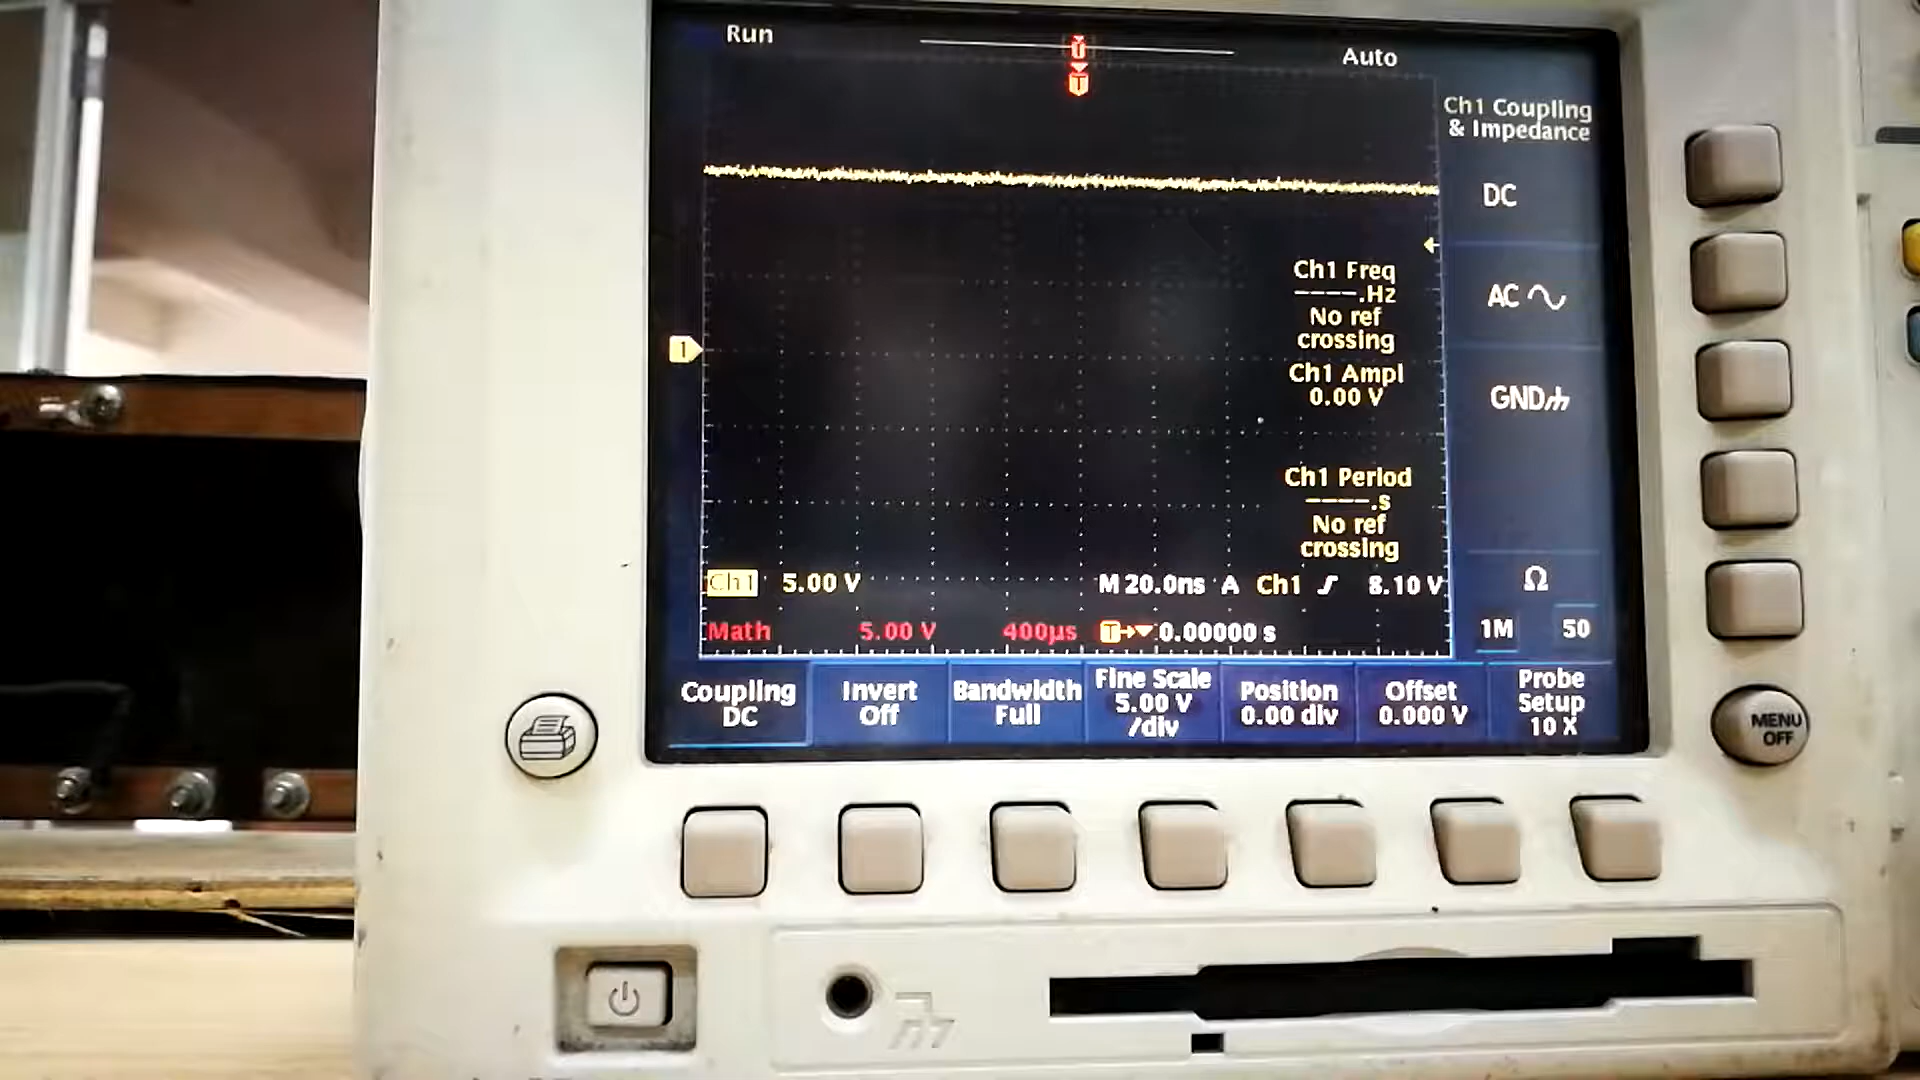 Run
Auto
T
T
Ch1 Coupling
& Impedance
DC
AC
GND
Ω
1M 50
Ch1 Freq
----.Hz
No ref
crossing
Ch1 Ampl
0.00 V
Ch1 Period
----.s
No ref
crossing
1
Ch1 5.00 V M 20.0ns A Ch1 8.10 V
Math 5.00 V 400µs T 0.00000 s
Coupling
DC
Invert
Off
Bandwidth
Full
Fine Scale
5.00 V
/div
Position
0.00 div
Offset
0.000 V
Probe
Setup
10 X
MENU
OFF